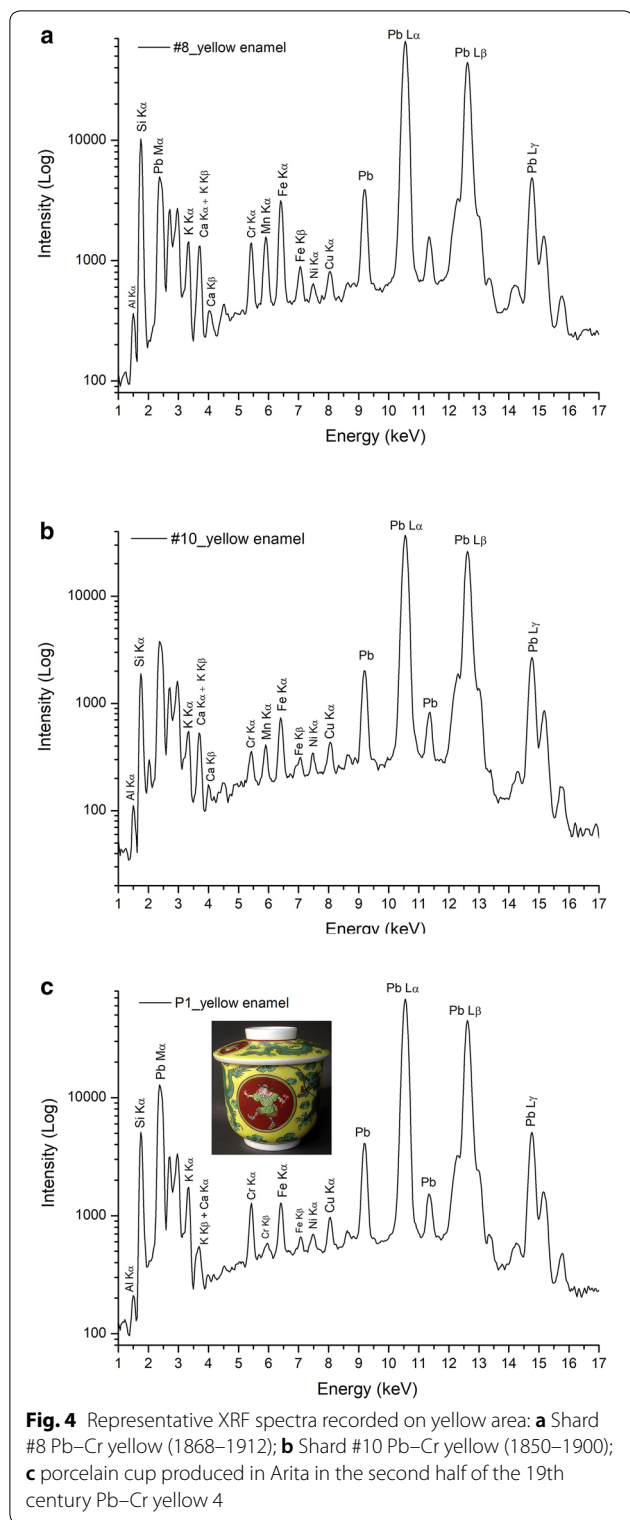 a
#8_yellow enamel
Intensity (Log)
10000
1000
100
Al Kα
Si Kα
Pb Mα
K Kα
Ca Kα + K Kβ
Ca Kβ
Cr Kα
Mn Kα
Fe Kα
Fe Kβ
Ni Kα
Cu Kα
Pb
Pb Lα
Pb Lβ
Pb Lγ
1 2 3 4 5 6 7 8 9 10 11 12 13 14 15 16 17
Energy (keV)
b
#10_yellow enamel
Intensity (Log)
10000
1000
100
Al Kα
Si Kα
K Kα
Ca Kα + K Kβ
Ca Kβ
Cr Kα
Mn Kα
Fe Kα
Fe Kβ
Ni Kα
Cu Kα
Pb
Pb Lα
Pb
Pb Lβ
Pb Lγ
1 2 3 4 5 6 7 8 9 10 11 12 13 14 15 16 17
Energy (keV)
c
P1_yellow enamel
Intensity (Log)
10000
1000
100
Al Kα
Si Kα
Pb Mα
K Kα
K Kβ + Ca Kα
Cr Kα
Cr Kβ
Fe Kα
Fe Kβ
Ni Kα
Cu Kα
Pb
Pb Lα
Pb
Pb Lβ
Pb Lγ
1 2 3 4 5 6 7 8 9 10 11 12 13 14 15 16 17
Energy (keV)
Fig. 4 Representative XRF spectra recorded on yellow area: a Shard
#8 Pb–Cr yellow (1868–1912); b Shard #10 Pb–Cr yellow (1850–1900);
c porcelain cup produced in Arita in the second half of the 19th
century Pb–Cr yellow 4